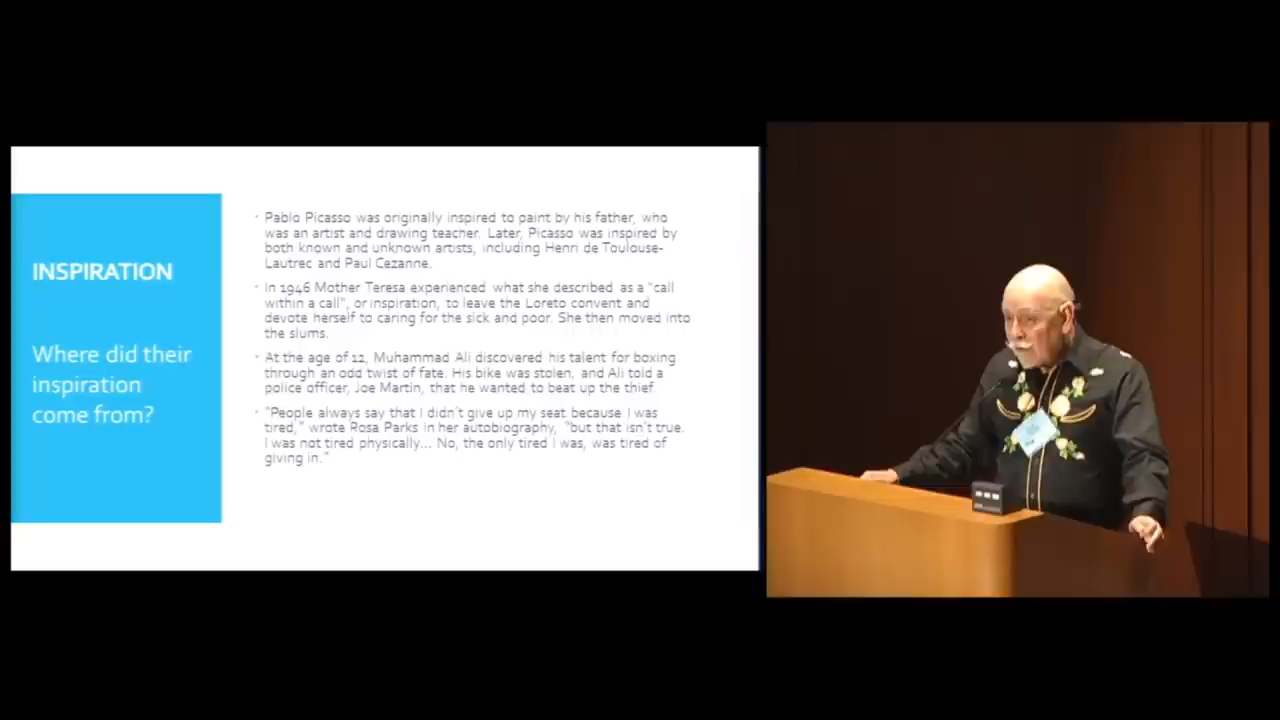 INSPIRATION
Where did their
inspiration
come from?
Pablo Picasso was originally inspired to paint by his father, who
was an artist and drawing teacher. Later, Picasso was inspired by
both known and unknown artists, including Henri de Toulouse-
Lautrec and Paul Cezanne.
In 1946 Mother Teresa experienced what she described as a "call
within a call", or inspiration, to leave the Loreto convent and
devote herself to caring for the sick and poor. She then moved into
the slums.
At the age of 12, Muhammad Ali discovered his talent for boxing
through an odd twist of fate. His bike was stolen, and Ali told a
police officer, Joe Martin, that he wanted to beat up the thief.
"People always say that I didn't give up my seat because I was
tired," wrote Rosa Parks in her autobiography, "but that isn't true.
I was not tired physically... No, the only tired I was, was tired of
giving in."